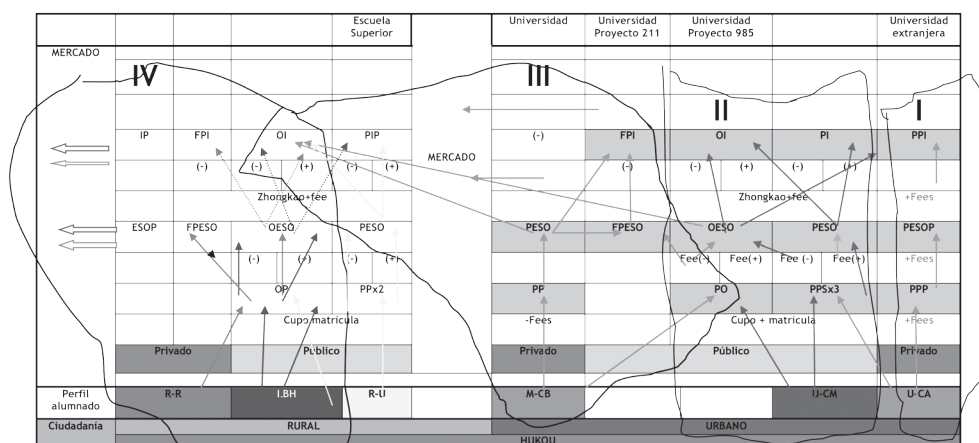 Escuela Superior
Universidad
Universidad Proyecto 211
Universidad Proyecto 985
Universidad extranjera
MERCADO
IV
III
II
I
IP FPI OI PIP
(-) FPI OI PI PPI
MERCADO
(-) (+) (-) (+)
(-) (-) (+) (-) (+)
Zhongkao+fee
Zhongkao+fee
+Fees
ESOP FPESO OESO PESO
PESO FPESO OESO PESO PESOP
(-) (+) (-) (+)
Fee(-) Fee(+) Fee (-) Fee(+)
+Fees
OP PPx2
PP PO PPSx3 PPP
Cupo matrícula
-Fees
Cupo + matrícula
+Fees
Privado Público
Privado Público Privado
Perfil alumnado
R-R
R-U
M-CB
U-CA
Ciudadanía
RURAL
URBANO
HUKOU